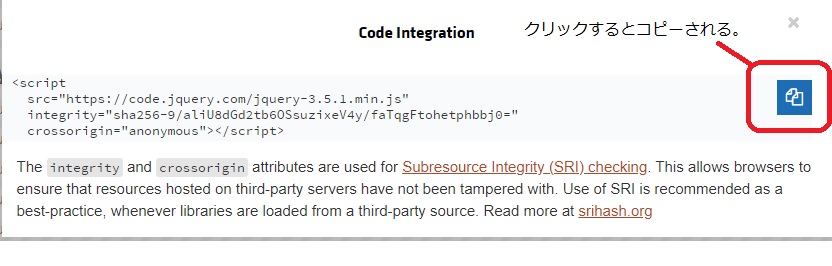 Code Integration
クリックするとコピーされる。
×
<script
src="https://code.jquery.com/jquery-3.5.1.min.js"
integrity="sha256-9/aliU8dGd2tb6OSsuzixeV4y/faTqgFtohetphbbj0="
crossorigin="anonymous"></script>
The integrity and crossorigin attributes are used for Subresource Integrity (SRI) checking. This allows browsers to
ensure that resources hosted on third-party servers have not been tampered with. Use of SRI is recommended as a
best-practice, whenever libraries are loaded from a third-party source. Read more at srihash.org